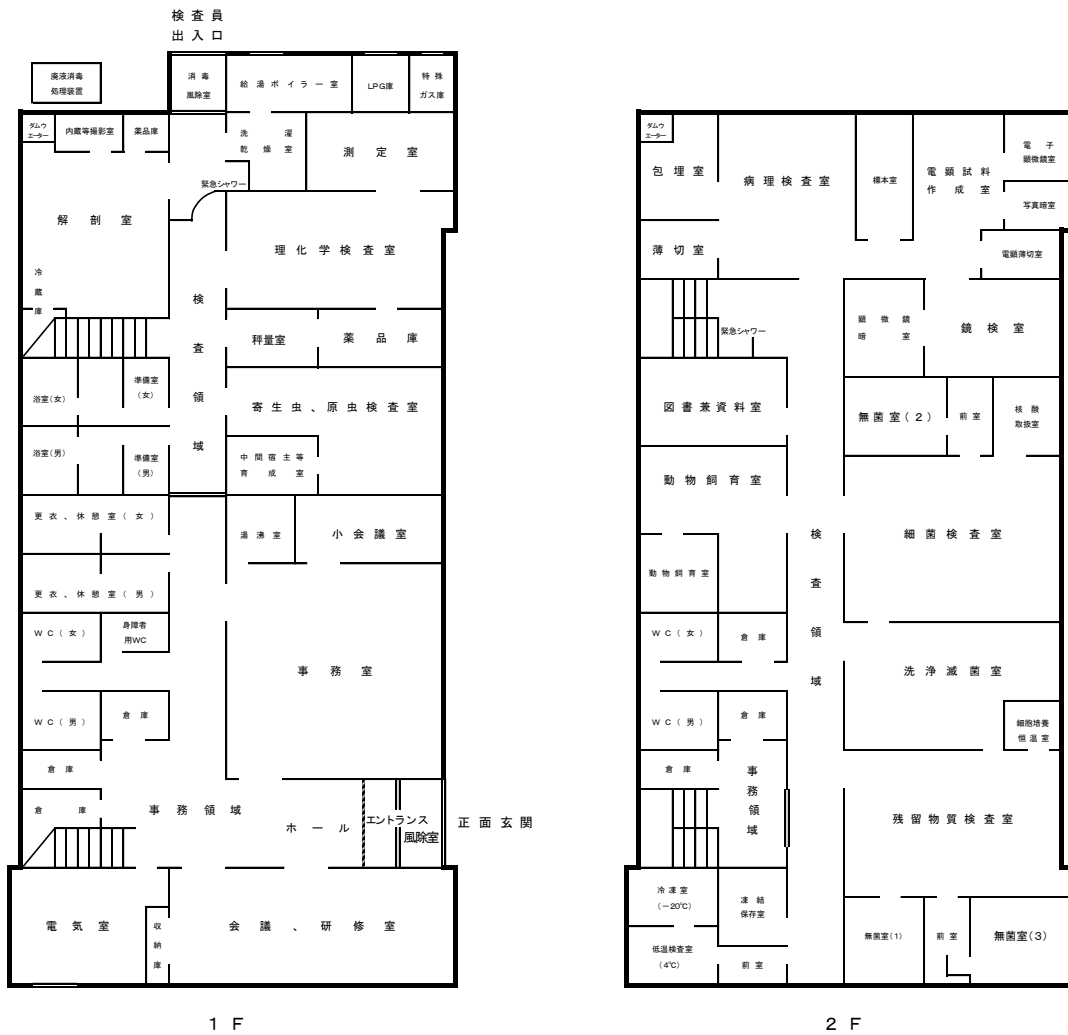 検査員
出入口
廃液消毒
処理装置
消毒
風除室
給湯ボイラー室
LPG庫
特殊
ガス庫
ダムウ
エーター
内蔵等撮影室
薬品庫
洗濯
乾燥室
測定室
緊急シャワー
解剖室
理化学検査室
冷蔵庫
検査領域
秤量室
薬品庫
浴室(女)
準備室
(女)
寄生虫、原虫検査室
浴室(男)
準備室
(男)
中間宿主等
育成室
更衣、休憩室(女)
湯沸室
小会議室
更衣、休憩室(男)
WC(女)
身障者
用WC
事務室
WC(男)
倉庫
倉庫
倉庫
事務領域
ホール
エントランス
風除室
正面玄関
電気室
収納庫
会議、研修室
1F
ダムウ
エーター
包埋室
病理検査室
標本室
電顕試料
作成室
電子
顕微鏡室
写真暗室
薄切室
電顕薄切室
緊急シャワー
顕微鏡
暗室
鏡検室
図書兼資料室
無菌室(2)
前室
核酸
取扱室
動物飼育室
検査領域
細菌検査室
動物飼育室
WC(女)
倉庫
洗浄滅菌室
WC(男)
倉庫
細胞培養
恒温室
倉庫
事務領域
残留物質検査室
冷凍室
(-20℃)
凍結
保存室
低温検査室
(4℃)
前室
無菌室(1)
前室
無菌室(3)
2F